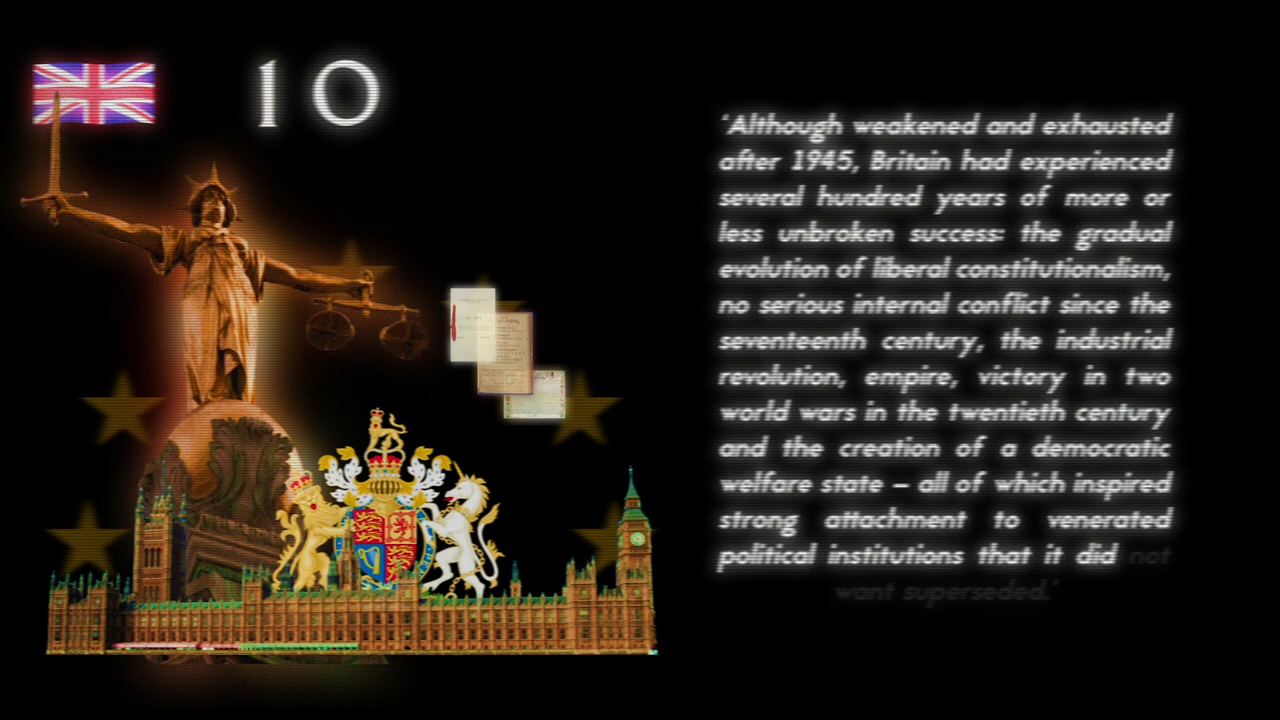 10
'Although weakened and exhausted
after 1945, Britain had experienced
several hundred years of more or
less unbroken success: the gradual
evolution of liberal constitutionalism,
no serious internal conflict since the
seventeenth century, the industrial
revolution, empire, victory in two
world wars in the twentieth century
and the creation of a democratic
welfare state – all of which inspired
strong attachment to venerated
political institutions that it did not
want superseded.'